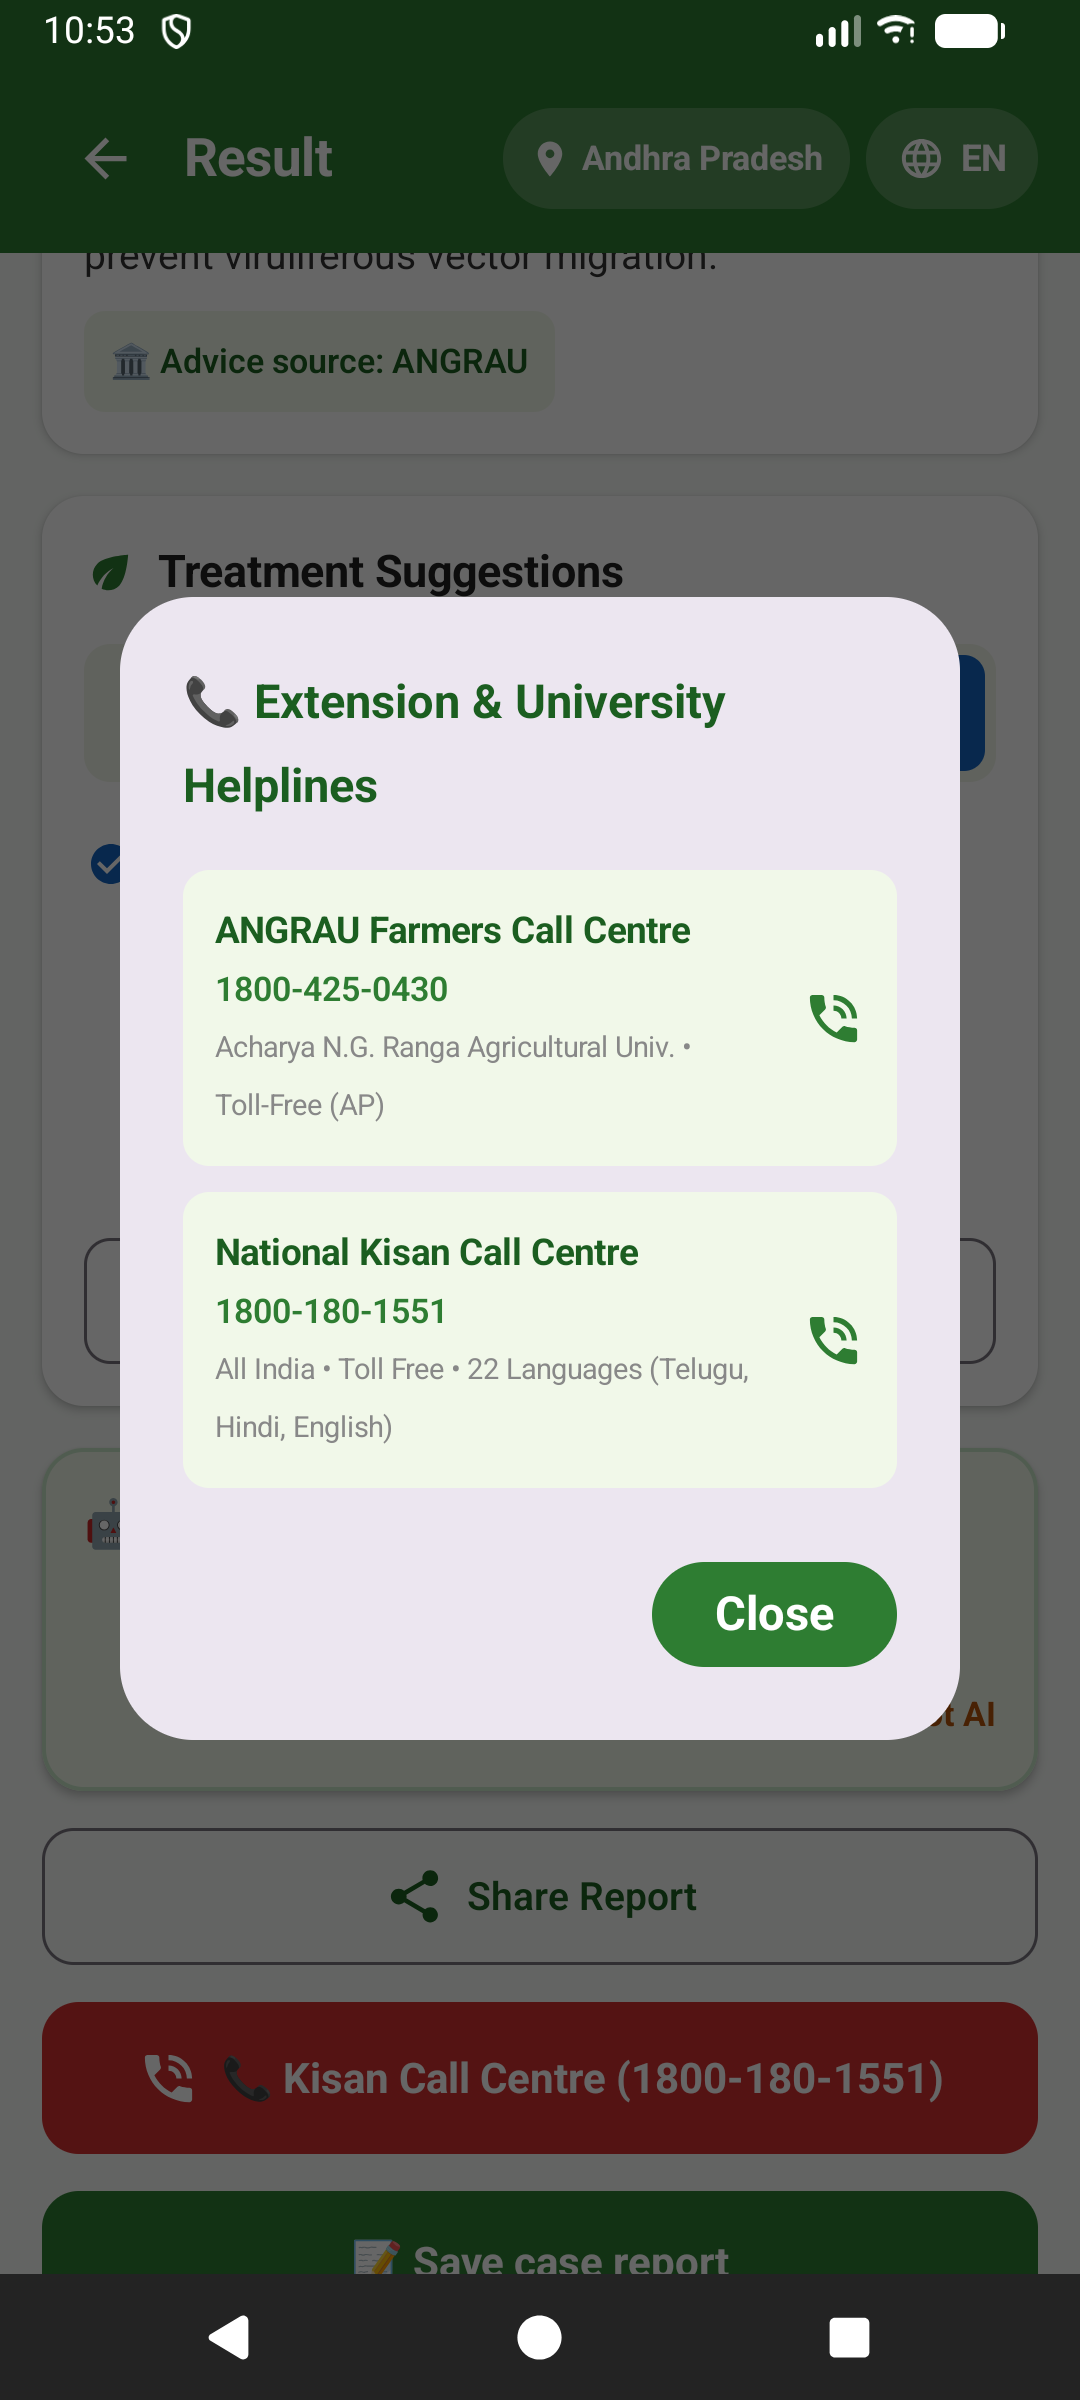 10:53
Result
Andhra Pradesh
EN
prevent viruliferous vector migration.
Advice source: ANGRAU
Treatment Suggestions
Extension & University
Helplines
ANGRAU Farmers Call Centre
1800-425-0430
Acharya N.G. Ranga Agricultural Univ. •
Toll-Free (AP)
National Kisan Call Centre
1800-180-1551
All India • Toll Free • 22 Languages (Telugu,
Hindi, English)
Close
AI
Share Report
Kisan Call Centre (1800-180-1551)
Save case report